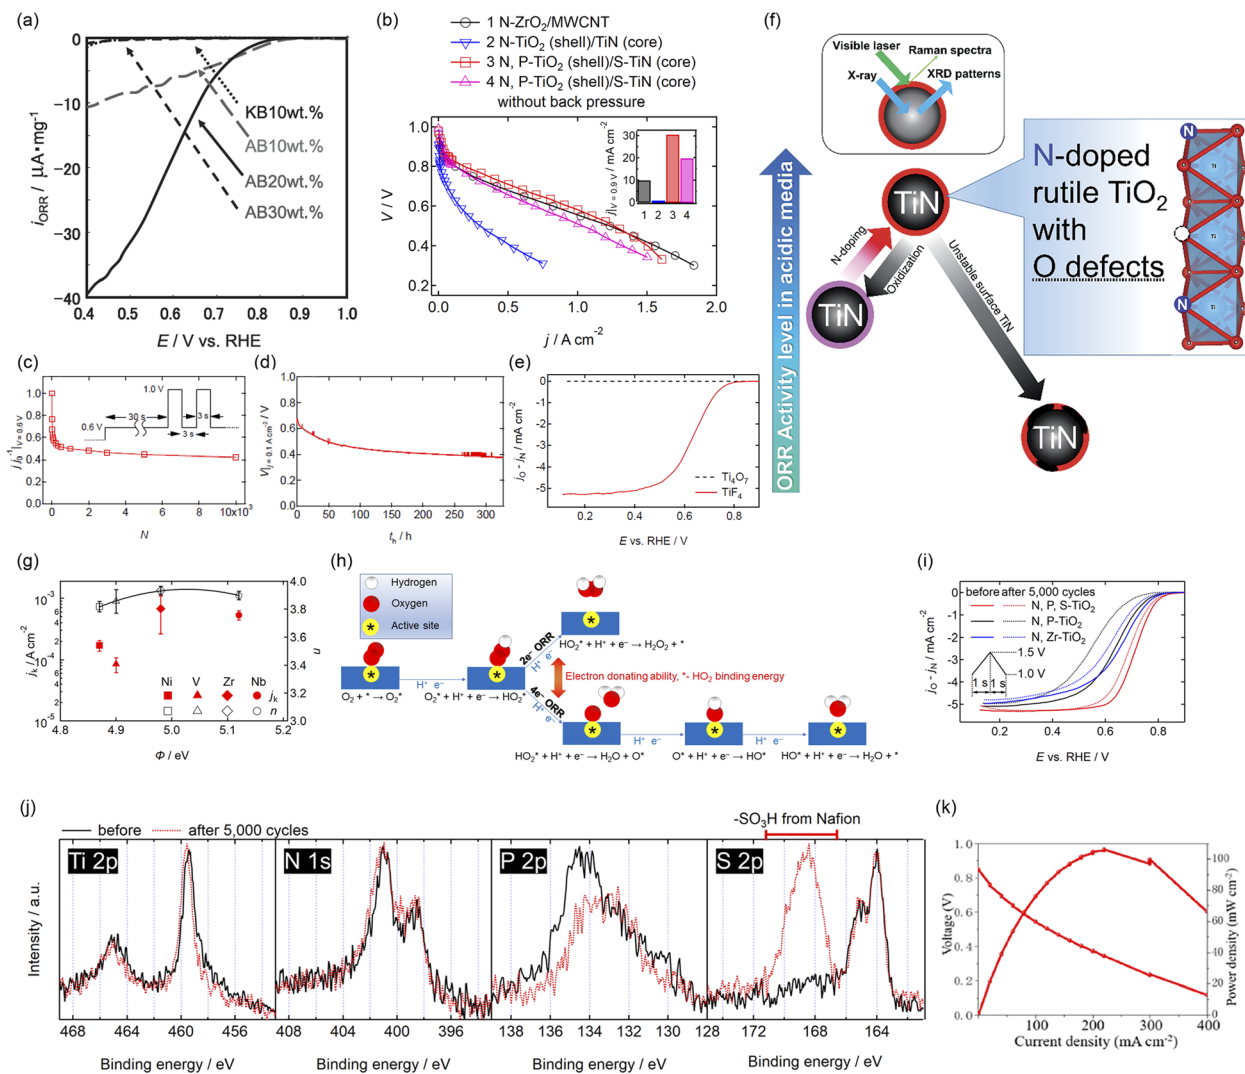 (a)
0
-10
-20
-30
-40
0.4
0.6
0.8
1.0
i_ORR / μA·mg⁻¹
KB10wt.%
AB10wt.%
AB20wt.%
AB30wt.%
E / V vs. RHE
(b)
1 N-ZrO₂/MWCNT
2 N-TiO₂ (shell)/TiN (core)
3 N, P-TiO₂ (shell)/S-TiN (core)
4 N, P-TiO₂ (shell)/S-TiN (core)
without back pressure
V / V
1.0
0.8
0.6
0.4
0.2
0.0
0.5
1.0
1.5
2.0
j / A cm⁻²
j|V = 0.9 V / mA cm⁻²
30
20
10
0
1 2 3 4
(f)
Visible laser
Raman spectra
X-ray
XRD patterns
ORR Activity level in acidic media
TiN
N-doping
Oxidization
TiN
Unstable surface TiN
TiN
N-doped
rutile TiO₂
with
O defects
N
Ti
Ti
N
Ti
(c)
j j₀⁻¹|V = 0.6 V
1.0
0.8
0.6
0.4
0.2
0.0
0 2 4 6 8 10x10³
N
0.6 V
30 s
1.0 V
3 s
3 s
(d)
V|j = 0.1 A cm⁻² / V
1.0
0.8
0.6
0.4
0.2
0.0
0 100 200 300
t_h / h
(e)
j_O - j_N / mA cm⁻²
0
-1
-2
-3
-4
-5
Ti₄O₇
TiF₄
0.2 0.4 0.6 0.8
E vs. RHE / V
(g)
j_k / A cm⁻²
10⁻³
10⁻⁴
10⁻⁵
4.0
3.8
3.6
3.4
3.2
3.0
n
Ni V Zr Nb
j_k
n
4.8 4.9 5.0 5.1 5.2
Φ / eV
(h)
Hydrogen
Oxygen
Active site
O₂ + * → O₂*
H⁺ e⁻
O₂* + H⁺ + e⁻ → HO₂*
2e⁻ ORR
H⁺ e⁻
HO₂* + H⁺ + e⁻ → H₂O₂ + *
Electron donating ability, *- HO₂ binding energy
4e⁻ ORR
H⁺ e⁻
HO₂* + H⁺ + e⁻ → H₂O + O*
H⁺ e⁻
O* + H⁺ + e⁻ → HO*
H⁺ e⁻
HO* + H⁺ + e⁻ → H₂O + *
(i)
before after 5,000 cycles
N, P, S-TiO₂
N, P-TiO₂
N, Zr-TiO₂
1.5 V
1.0 V
1 s 1 s
j_O - j_N / mA cm⁻²
0
-1
-2
-3
-4
-5
0.2 0.4 0.6 0.8
E vs. RHE / V
(j)
before
after 5,000 cycles
-SO₃H from Nafion
Intensity / a.u.
Ti 2p
N 1s
P 2p
S 2p
468 464 460 456
408 404 400 396
138 136 134 132 130 128
172 168 164
Binding energy / eV
Binding energy / eV
Binding energy / eV
Binding energy / eV
(k)
Voltage (V)
1.0
0.8
0.6
0.4
0.2
0.0
100
80
60
40
20
0
Power density (mW cm⁻²)
100 200 300 400
Current density (mA cm⁻²)